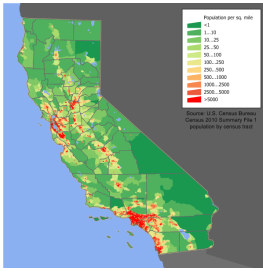 Population per sq. mile
<1
1...10
10...25
25...50
50...100
100...250
250...500
500...1000
1000...2500
2500...5000
>5000
Source: U.S. Census Bureau
Census 2010 Summary File 1
population by census tract